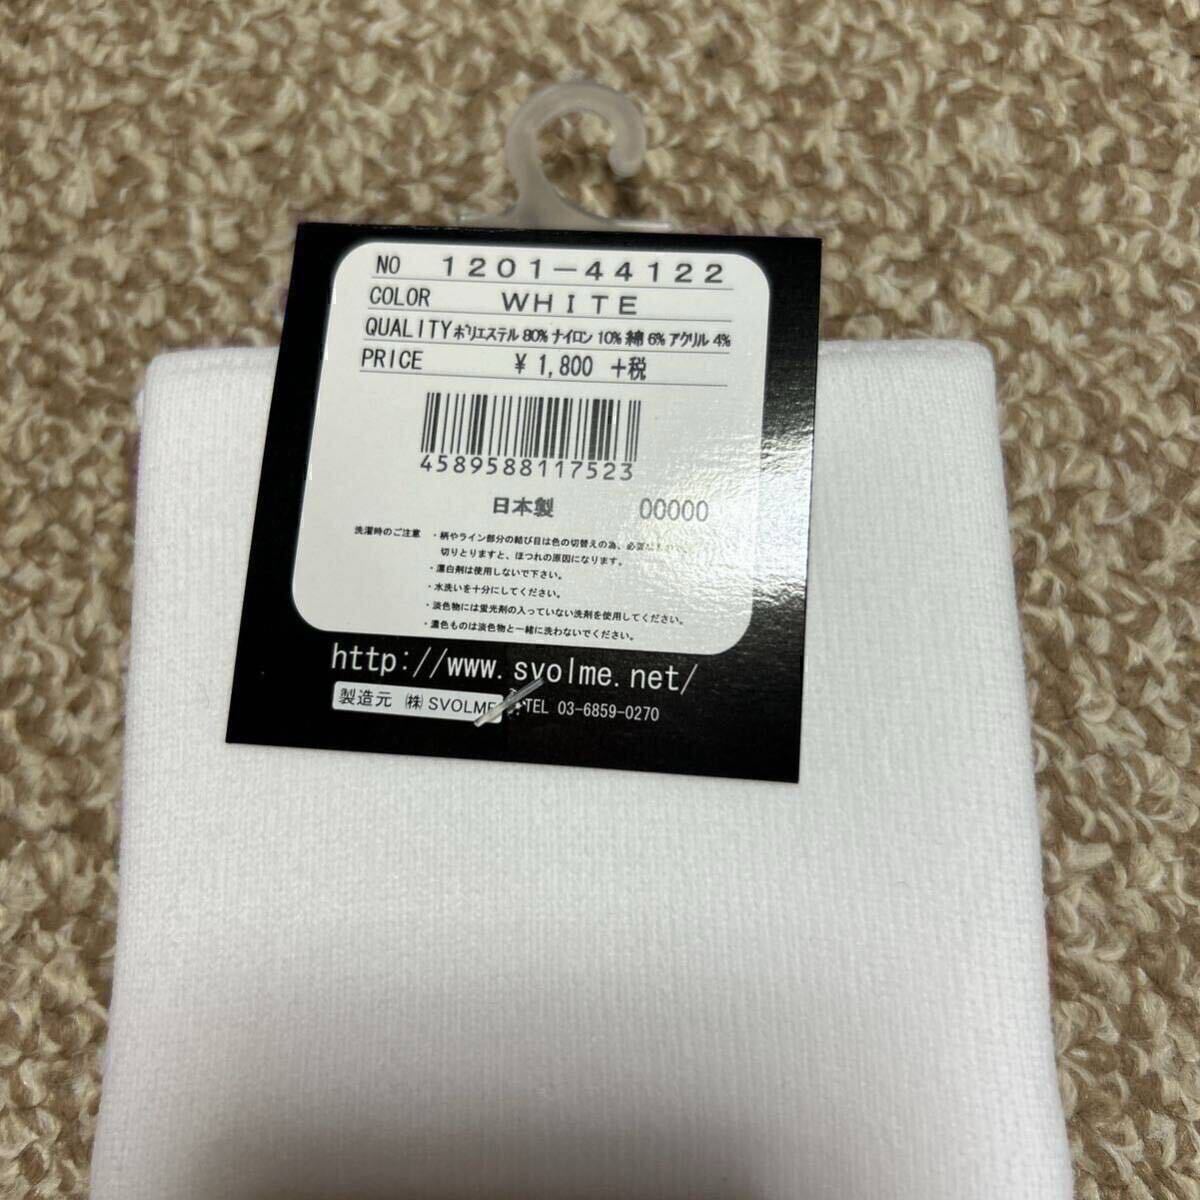 NO 1201-44122
COLOR WHITE
QUALITY ポリエステル 80% ナイロン 10% 綿 6% アクリル 4%
PRICE ¥ 1,800 +税
4589588117523
日本製 00000
洗濯時のご注意 ・柄やライン部分の結び目は色の切替えの為、必要
切りとりますと、ほつれの原因になります。
・漂白剤は使用しないで下さい。
・水洗いを十分にしてください。
・淡色物には蛍光剤の入っていない洗剤を使用してください。
・濃色ものは淡色物と一緒に洗わないでください。
http://www.svolme.net/
製造元 ㈱ SVOLME TEL 03-6859-0270